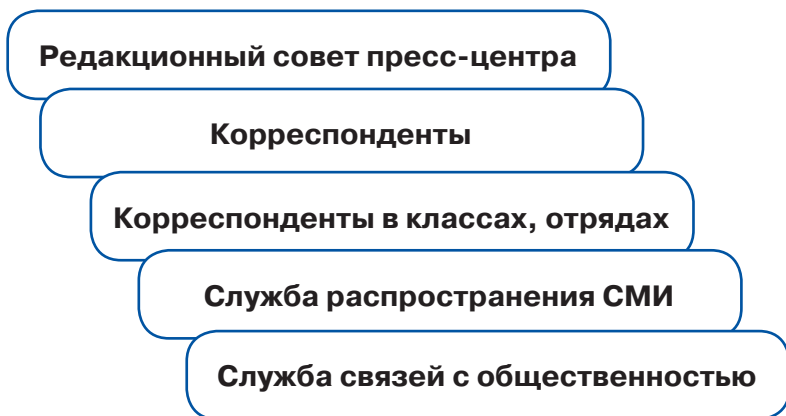 Редакционный совет пресс-центра
Корреспонденты
Корреспонденты в классах, отрядах
Служба распространения СМИ
Служба связей с общественностью